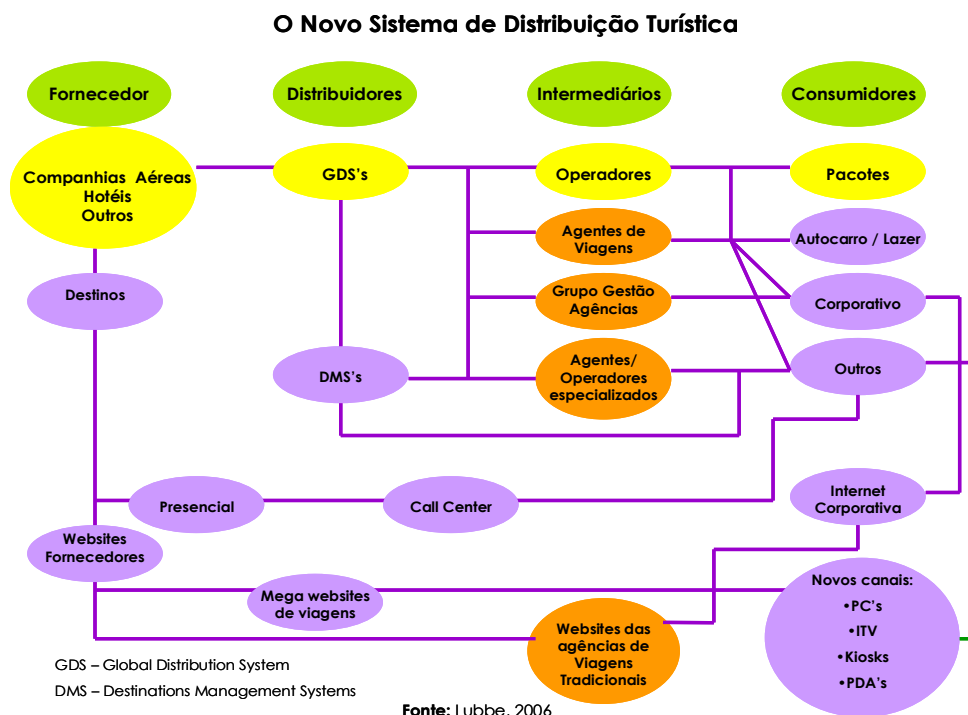 O Novo Sistema de Distribuição Turística
Fornecedor
Distribuidores
Intermediários
Consumidores
Companhias Aéreas
Hotéis
Outros
GDS's
Operadores
Pacotes
Agentes de
Viagens
Autocarro / Lazer
Destinos
Grupo Gestão
Agências
Corporativo
DMS's
Agentes/
Operadores
especializados
Outros
Presencial
Call Center
Internet
Corporativa
Websites
Fornecedores
Mega websites
de viagens
Websites das
agências de
Viagens
Tradicionais
Novos canais:
•PC's
•ITV
•Kiosks
•PDA's
GDS – Global Distribution System
DMS – Destinations Management Systems
Fonte: Lubbe, 2006